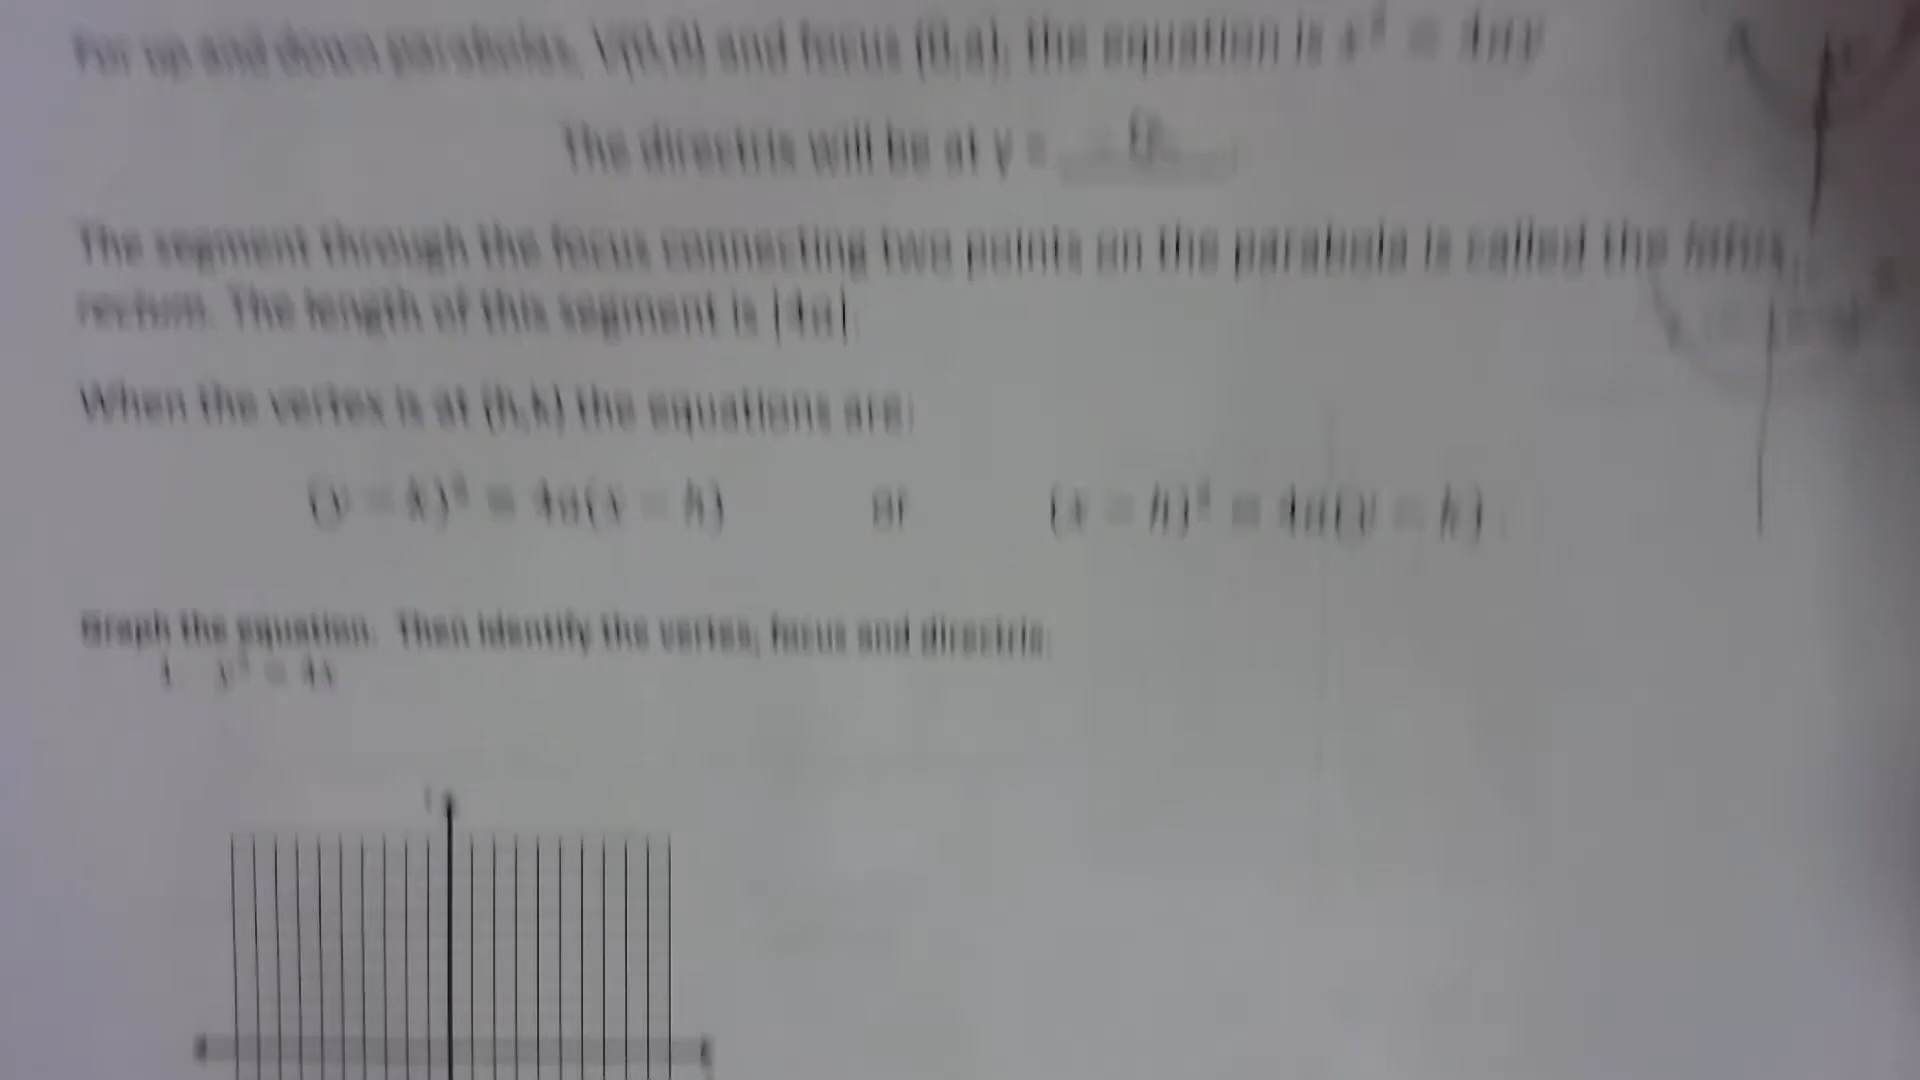 For up and down parabolas, V(0,0) and focus (0,a), the equation is x² = 4ay
The directrix will be at y = -a
The segment through the focus connecting two points on the parabola is called the latus
rectum. The length of this segment is |4a|.
When the vertex is at (h,k) the equations are:
(y − k)² = 4a(x − h) or (x − h)² = 4a(y − k).
Graph the equation. Then identify the vertex, focus and directrix.
1. y² = 4x